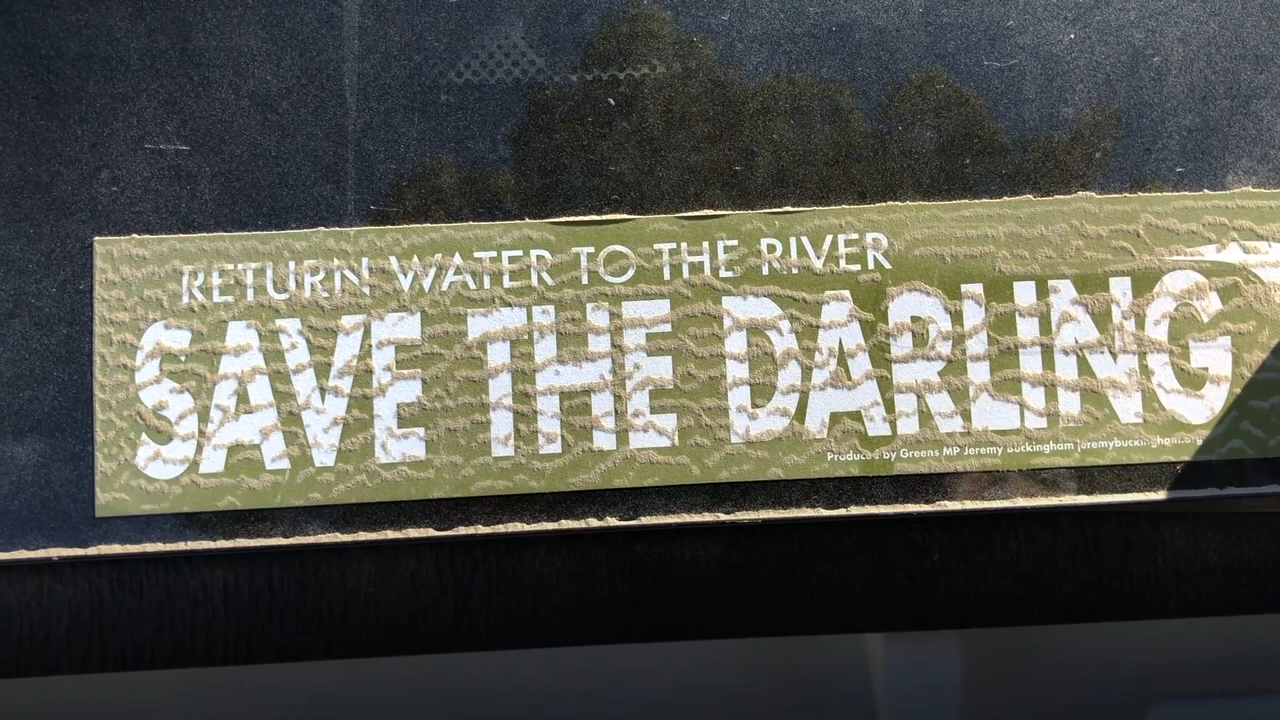 RETURN WATER TO THE RIVER
SAVE THE DARLING
Produced by Greens MP Jeremy Buckingham jeremybuckingham.org